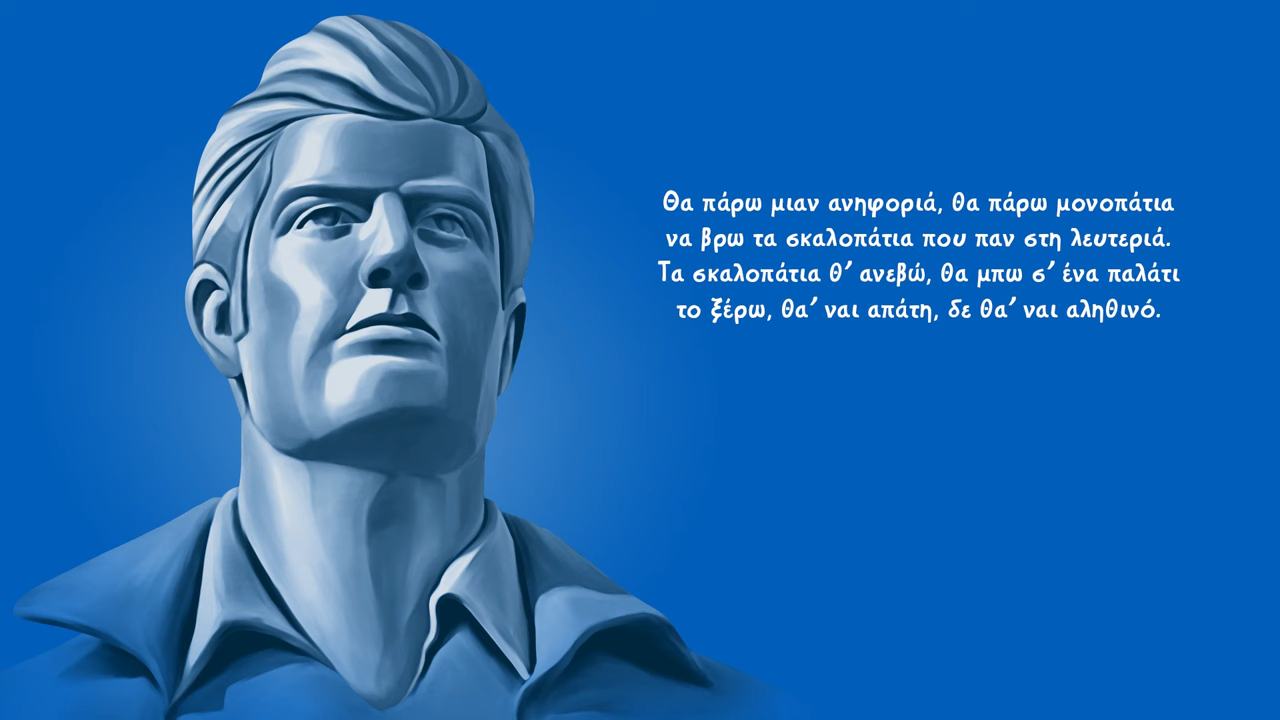 Θα πάρω μιαν ανηφοριά, θα πάρω μονοπάτια
να βρω τα σκαλοπάτια που παν στη λευτεριά.
Τα σκαλοπάτια θ’ ανεβώ, θα μπω σ’ ένα παλάτι
το ξέρω, θα’ ναι απάτη, δε θα’ ναι αληθινό.